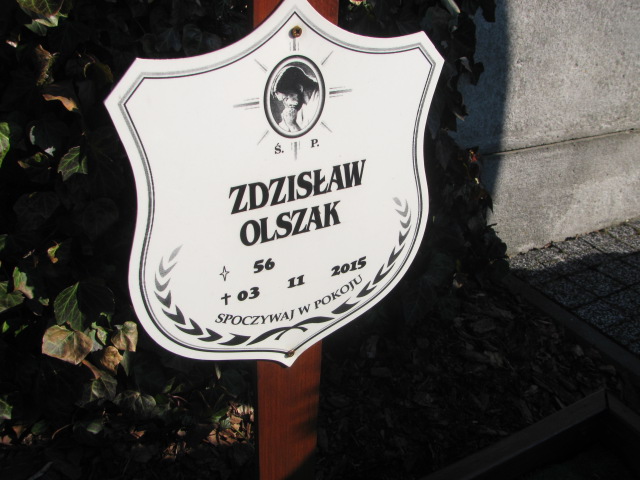 Ś. P.
ZDZISŁAW
OLSZAK
56
† 03 11 2015
SPOCZYWAJ W POKOJU